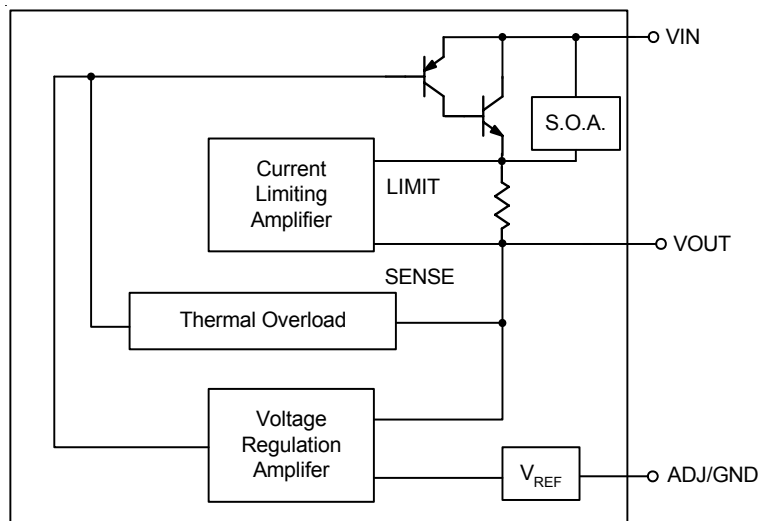 VIN
S.O.A.
Current
Limiting
Amplifier
LIMIT
VOUT
SENSE
Thermal Overload
Voltage
Regulation
Amplifer
VREF
ADJ/GND